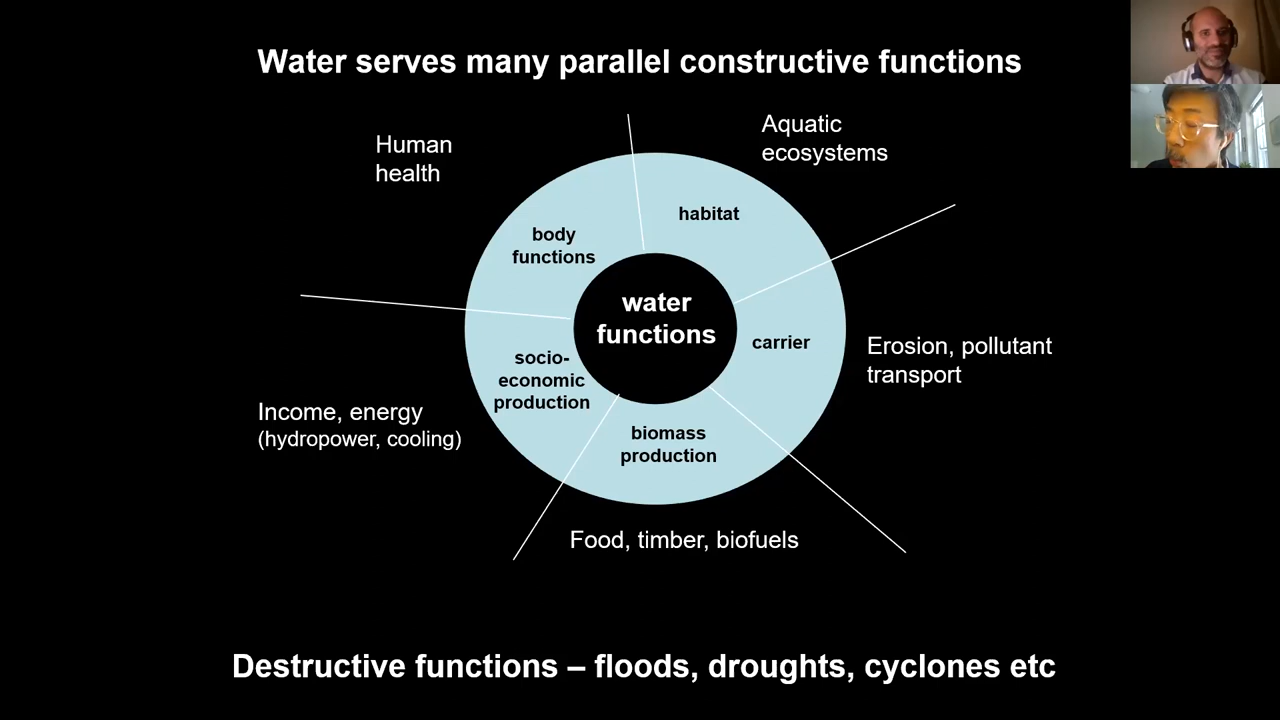 Water serves many parallel constructive functions
Human
health
Aquatic
ecosystems
habitat
body
functions
water
functions
carrier
Erosion, pollutant
transport
socio-
economic
production
Income, energy
(hydropower, cooling)
biomass
production
Food, timber, biofuels
Destructive functions – floods, droughts, cyclones etc